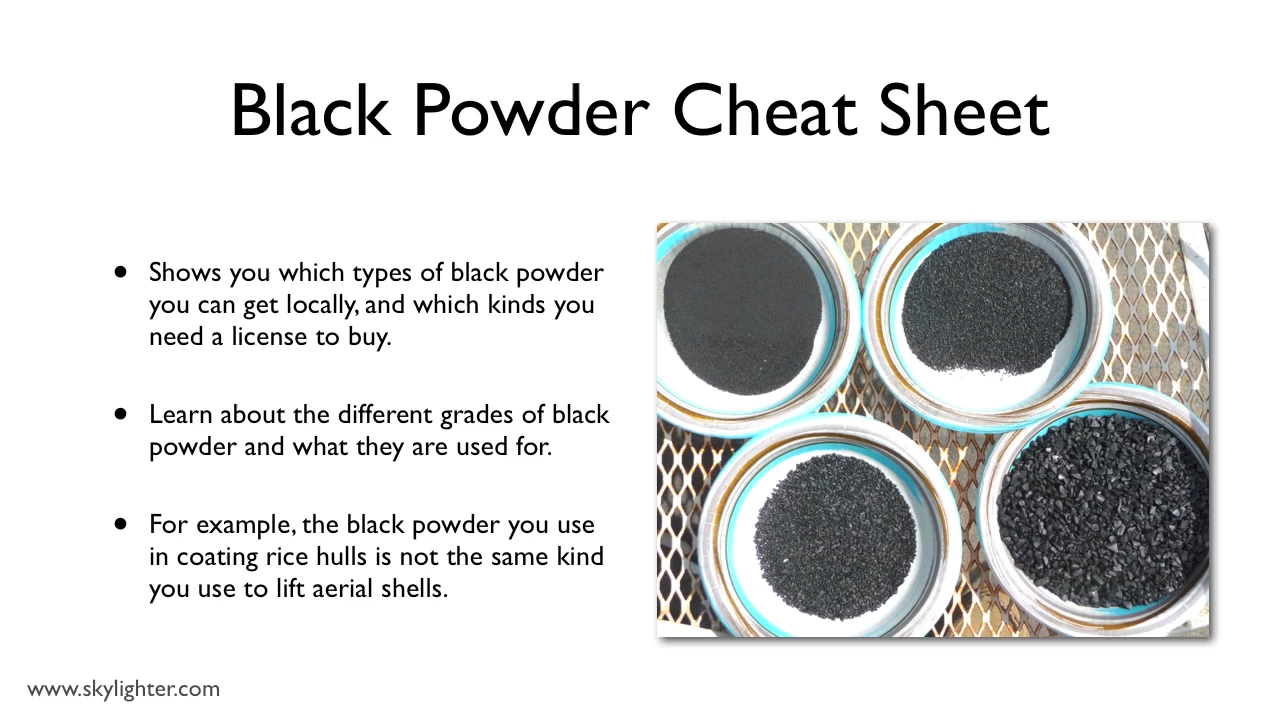 Black Powder Cheat Sheet
• Shows you which types of black powder
you can get locally, and which kinds you
need a license to buy.
• Learn about the different grades of black
powder and what they are used for.
• For example, the black powder you use
in coating rice hulls is not the same kind
you use to lift aerial shells.
www.skylighter.com